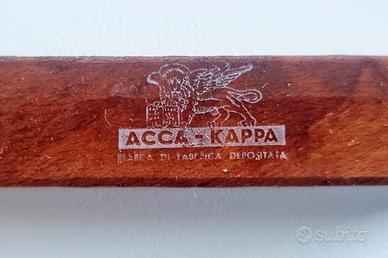 ACCA - KAPPA
MARCA DI FABBRICA DEPOSITATA
subito